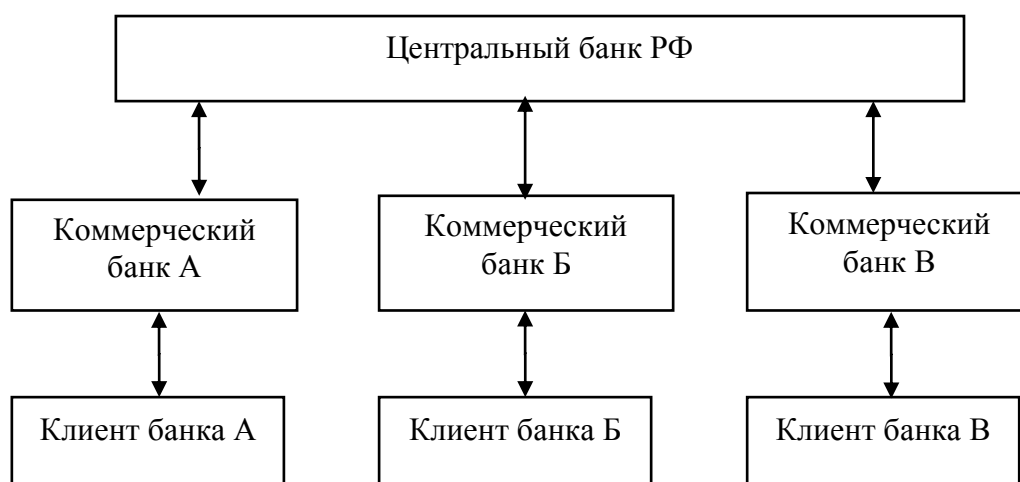 Центральный банк РФ
Коммерческий
банк А
Коммерческий
банк Б
Коммерческий
банк В
Клиент банка А
Клиент банка Б
Клиент банка В